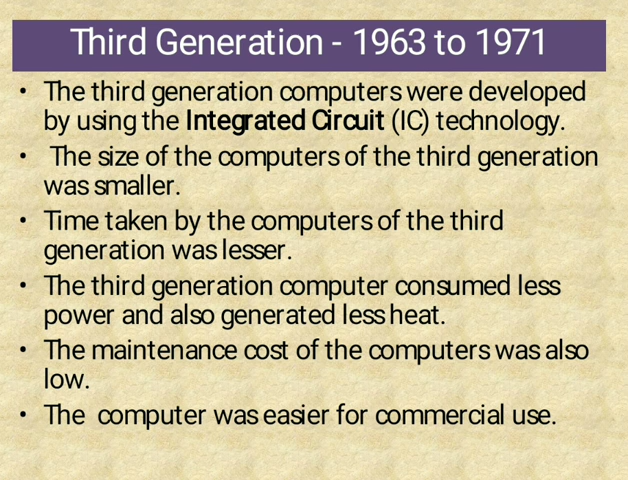 Third Generation - 1963 to 1971
• The third generation computers were developed
by using the Integrated Circuit (IC) technology.
• The size of the computers of the third generation
was smaller.
• Time taken by the computers of the third
generation was lesser.
• The third generation computer consumed less
power and also generated less heat.
• The maintenance cost of the computers was also
low.
• The computer was easier for commercial use.